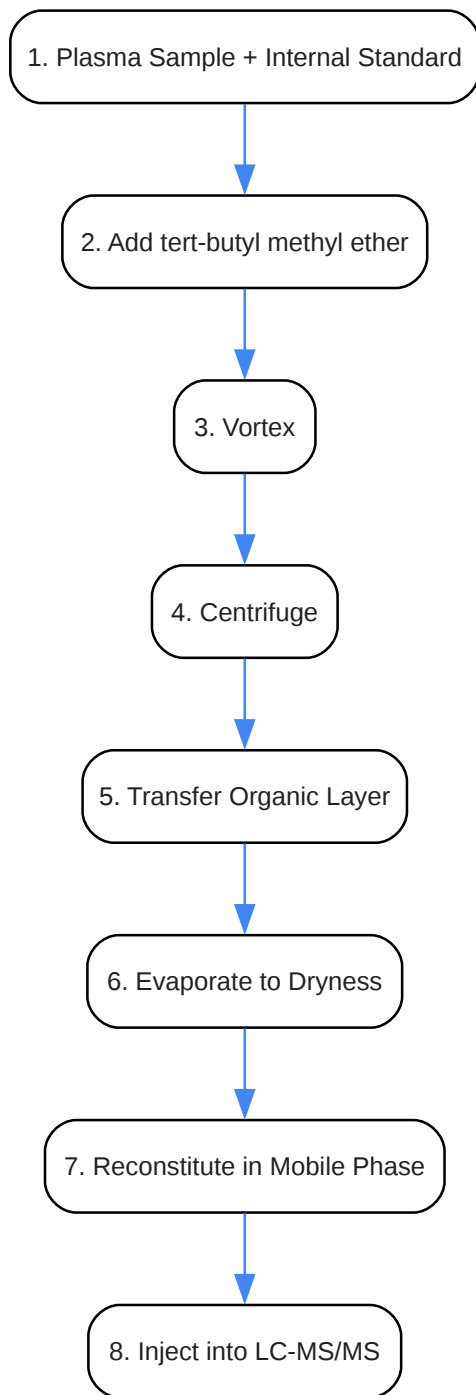 1. Plasma Sample + Internal Standard
2. Add tert-butyl methyl ether
3. Vortex
4. Centrifuge
5. Transfer Organic Layer
6. Evaporate to Dryness
7. Reconstitute in Mobile Phase
8. Inject into LC-MS/MS